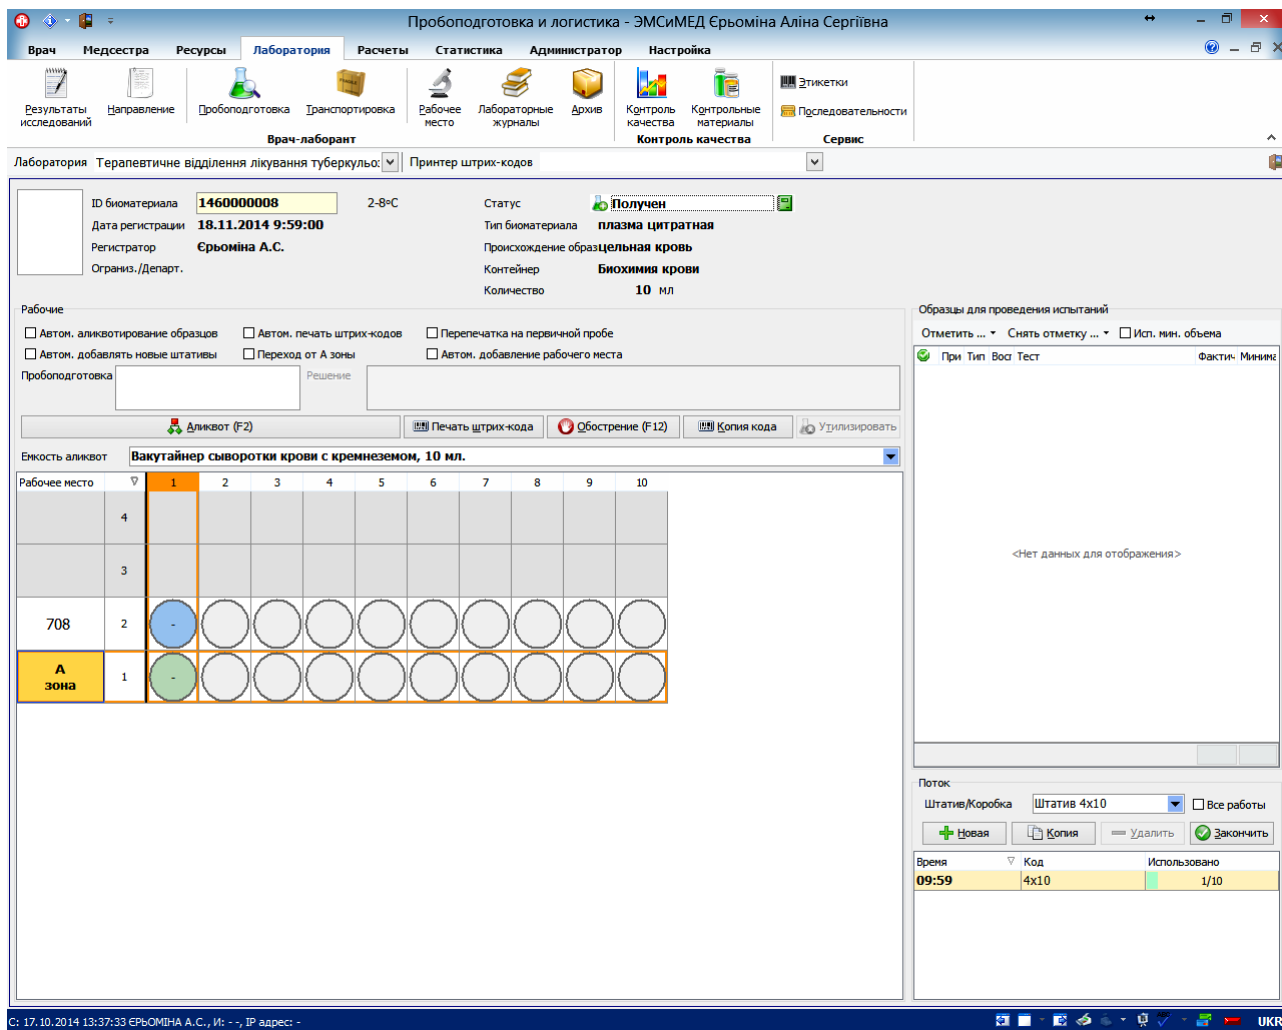 Пробоподготовка и логистика - ЭМСиМЕД Єрьоміна Аліна Сергіївна
Врач Медсестра Ресурсы Лаборатория Расчеты Статистика Администратор Настройка
Результаты исследований Направление Пробоподготовка Транспортировка Рабочее место Лабораторные журналы Архив Контроль качества Контрольные материалы Этикетки
Последовательности
Врач-лаборант Контроль качества Сервис
Лаборатория Терапевтичне відділення лікування туберкульо: Принтер штрих-кодов
ID биоматериала 1460000008 2-8ºC Статус Получен
Дата регистрации 18.11.2014 9:59:00 Тип биоматериала плазма цитратная
Регистратор Єрьоміна А.С. Происхождение образ цельная кровь
Организ./Департ. Контейнер Биохимия крови
Количество 10 мл
Рабочие
Автом. аликвотирование образцов Автом. печать штрих-кодов Перепечатка на первичной пробе
Автом. добавлять новые штативы Переход от А зоны Автом. добавление рабочего места
Пробоподготовка Решение
Аликвот (F2) Печать штрих-кода Обострение (F12) Копия кода Утилизировать
Емкость аликвот Вакутайнер сыворотки крови с кремнеземом, 10 мл.
Рабочее место 1 2 3 4 5 6 7 8 9 10
4
3
708 2 -
А зона 1 -
Образцы для проведения испытаний
Отметить ... Снять отметку ... Исп. мин. объема
При Тип Вос Тест Фактич Минима
<Нет данных для отображения>
Поток
Штатив/Коробка Штатив 4x10 Все работы
Новая Копия Удалить Закончить
Время Код Использовано
09:59 4x10 1/10
С: 17.10.2014 13:37:33 ЄРЬОМІНА А.С., И: - -, IP адрес: - UKR